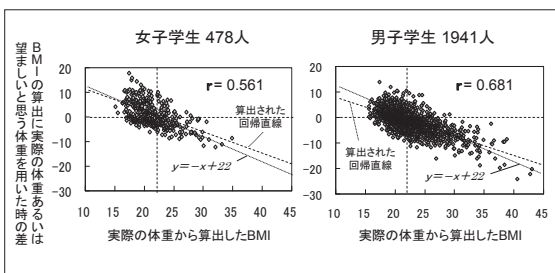 BMIの算出に実際の体重あるいは
望ましいと思う体重を用いた時の差
女子学生 478人
20
10
0
-10
-20
-30
r= 0.561
算出された
回帰直線
y=-x+22
10 15 20 25 30 35 40 45
実際の体重から算出したBMI
男子学生 1941人
20
10
0
-10
-20
-30
r= 0.681
算出された
回帰直線
y=-x+22
10 15 20 25 30 35 40 45
実際の体重から算出したBMI